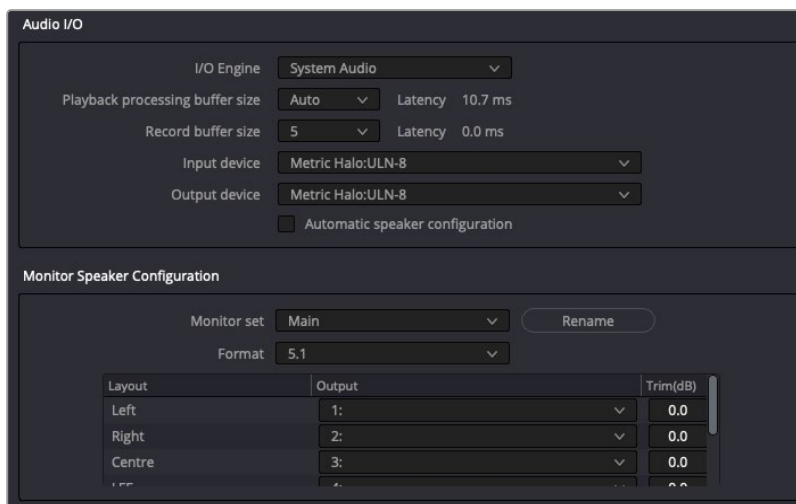 Audio I/O
I/O Engine System Audio
Playback processing buffer size Auto Latency 10.7 ms
Record buffer size 5 Latency 0.0 ms
Input device Metric Halo:ULN-8
Output device Metric Halo:ULN-8
Automatic speaker configuration
Monitor Speaker Configuration
Monitor set Main Rename
Format 5.1
Layout Output Trim(dB)
Left 1: 0.0
Right 2: 0.0
Centre 3: 0.0